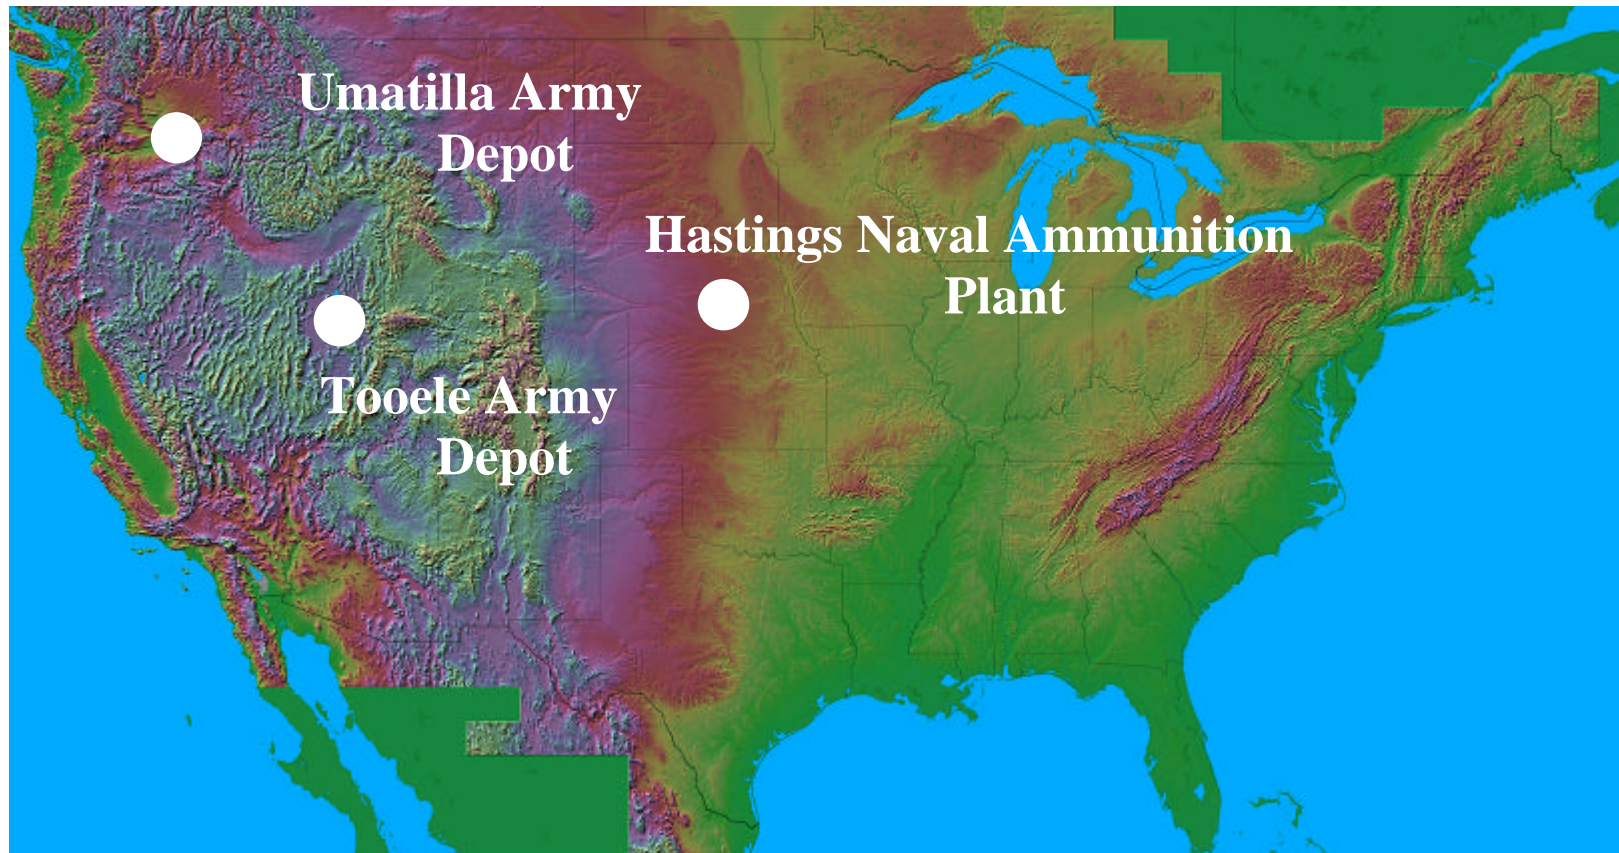 Umatilla Army
Depot
Hastings Naval Ammunition
Plant
Tooele Army
Depot